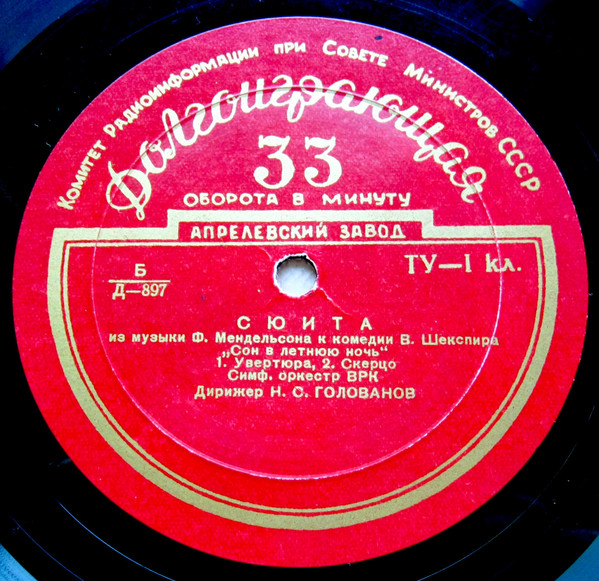 Комитет Радиоинформации при Совете Министров СССР
Долгоиграющая
33
ОБОРОТА В МИНУТУ
АПРЕЛЕВСКИЙ ЗАВОД
Б
Д—897
ТУ—I кл.
СЮИТА
из музыки Ф. Мендельсона к комедии В. Шекспира
„Сон в летнюю ночь“
1. Увертюра, 2. Скерцо
Симф. оркестр ВРК
Дирижер Н. С. ГОЛОВАНОВ